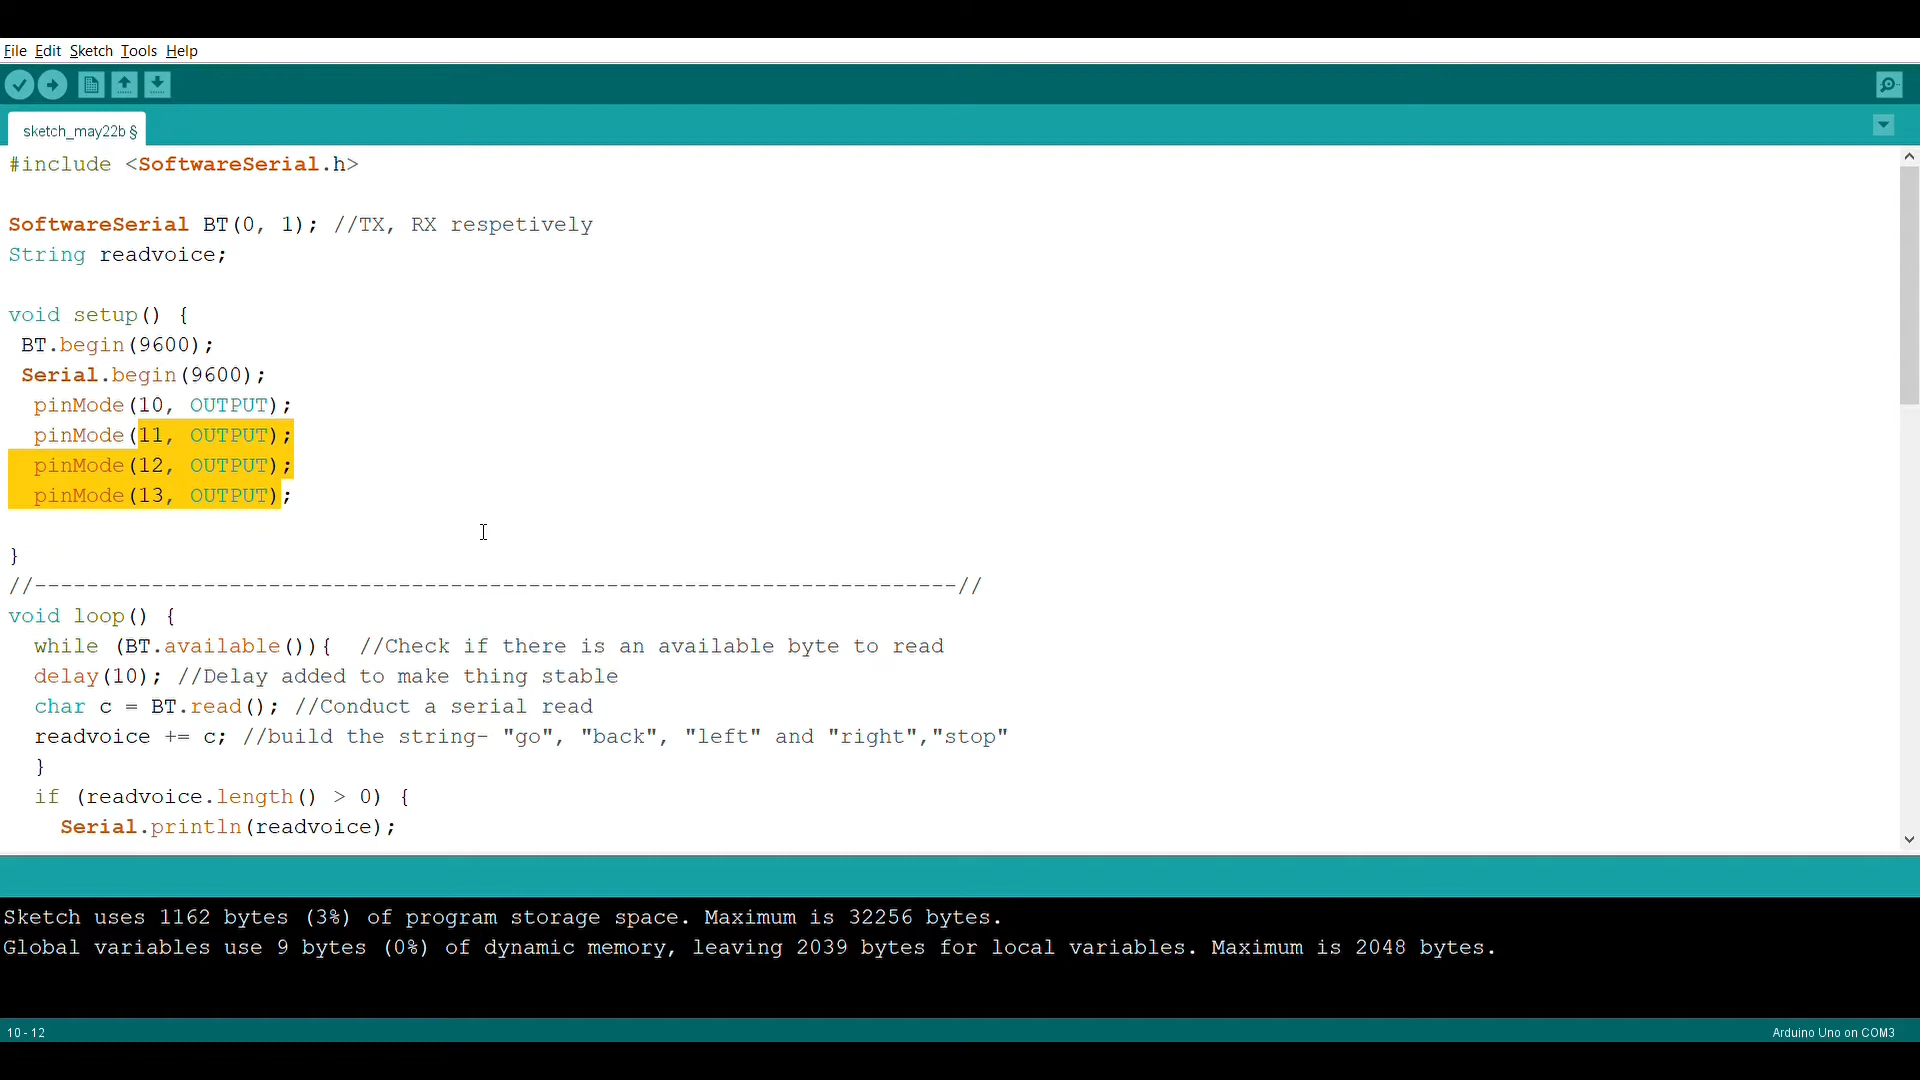 File Edit Sketch Tools Help
sketch_may22b §
#include <SoftwareSerial.h>
SoftwareSerial BT(0, 1); //TX, RX respetively
String readvoice;
void setup() {
BT.begin(9600);
Serial.begin(9600);
pinMode(10, OUTPUT);
pinMode(11, OUTPUT);
pinMode(12, OUTPUT);
pinMode(13, OUTPUT);
}
//-----------------------------------------------------------------------//
void loop() {
while (BT.available()){  //Check if there is an available byte to read
delay(10); //Delay added to make thing stable
char c = BT.read(); //Conduct a serial read
readvoice += c; //build the string- "go", "back", "left" and "right","stop"
}
if (readvoice.length() > 0) {
Serial.println(readvoice);
Sketch uses 1162 bytes (3%) of program storage space. Maximum is 32256 bytes.
Global variables use 9 bytes (0%) of dynamic memory, leaving 2039 bytes for local variables. Maximum is 2048 bytes.
10 - 12
Arduino Uno on COM3